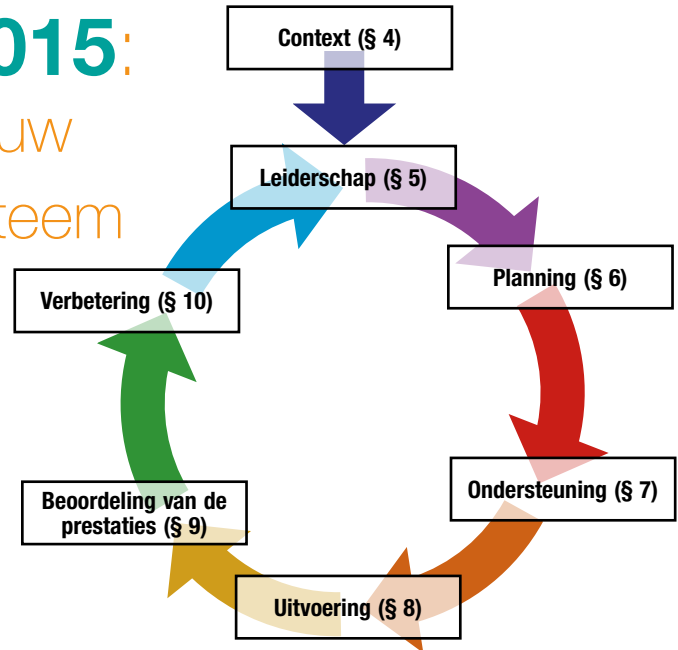 015:
uw
teem
Context (§ 4)
Leiderschap (§ 5)
Planning (§ 6)
Ondersteuning (§ 7)
Uitvoering (§ 8)
Beoordeling van de
prestaties (§ 9)
Verbetering (§ 10)